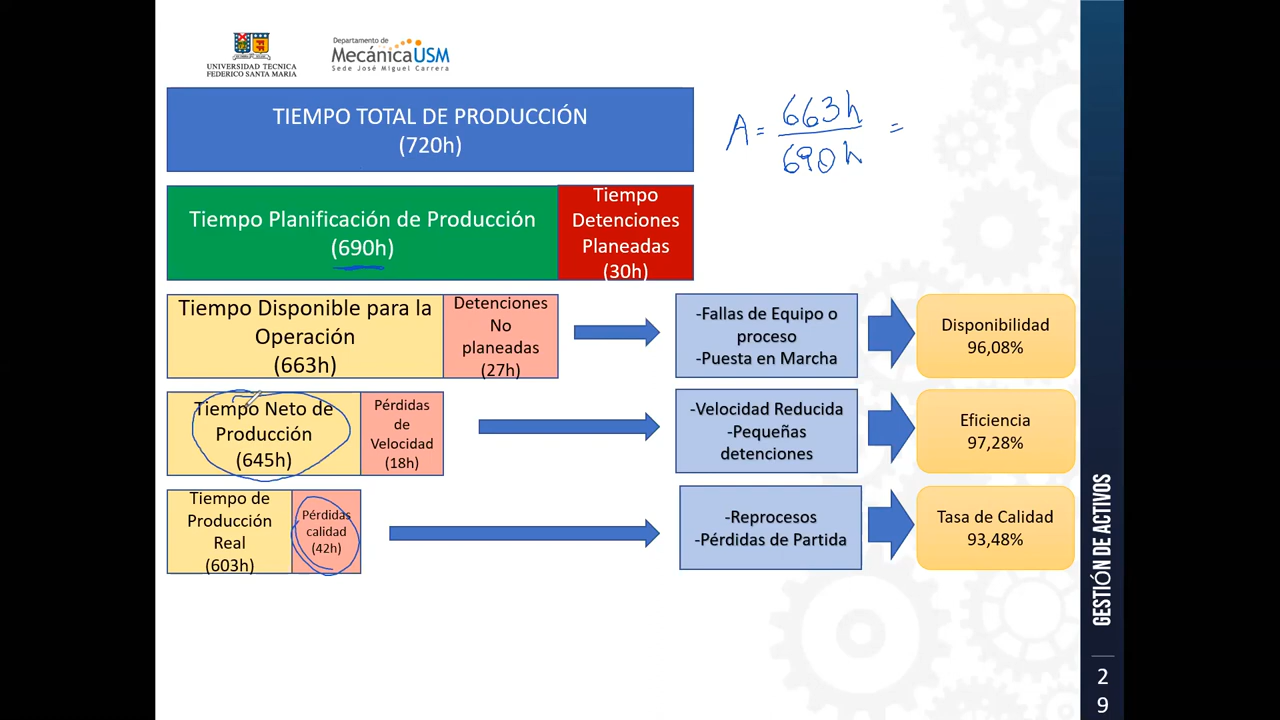 UNIVERSIDAD TECNICA
FEDERICO SANTA MARIA
Departamento de
MecánicaUSM
Sede José Miguel Carrera
TIEMPO TOTAL DE PRODUCCIÓN
(720h)
A = 663h / 690h =
Tiempo Planificación de Producción
(690h)
Tiempo
Detenciones
Planeadas
(30h)
Tiempo Disponible para la
Operación
(663h)
Detenciones
No
planeadas
(27h)
-Fallas de Equipo o
proceso
-Puesta en Marcha
Disponibilidad
96,08%
Tiempo Neto de
Producción
(645h)
Pérdidas
de
Velocidad
(18h)
-Velocidad Reducida
-Pequeñas
detenciones
Eficiencia
97,28%
Tiempo de
Producción
Real
(603h)
Pérdidas
calidad
(42h)
-Reprocesos
-Pérdidas de Partida
Tasa de Calidad
93,48%
GESTIÓN DE ACTIVOS
2
9